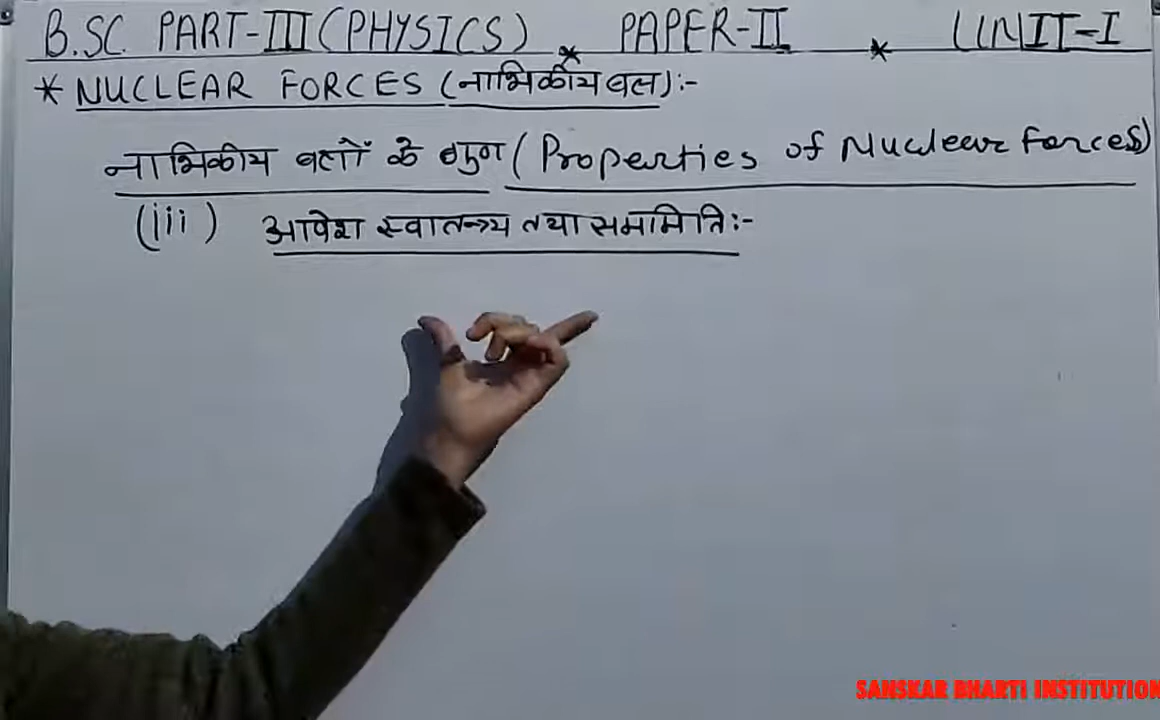 B.SC. PART-III (PHYSICS) * PAPER-II * UNIT-I
* NUCLEAR FORCES (नाभिकीय बल) :-
नाभिकीय बलों के गुण (Properties of Nuclear Forces)
(iii) आवेश स्वातन्त्र्य तथा सममिति :-
SANSKAR BHARTI INSTITUTION